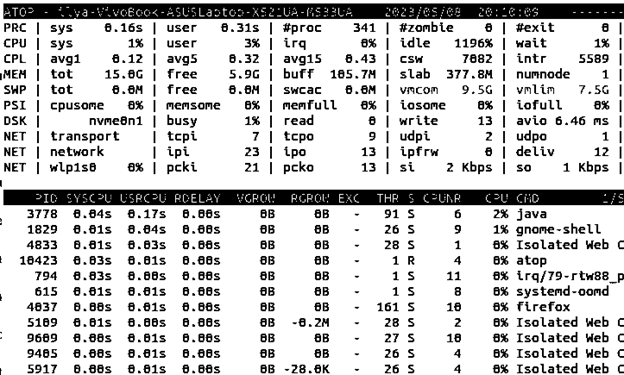 ATOP - ilya-VivoBook-ASUSLaptop-X521UA-M533UA 2023/05/08 20:10:09 -------
PRC | sys 0.16s | user 0.31s | #proc 341 | #zombie 0 | #exit 0 |
CPU | sys 1% | user 3% | irq 0% | idle 1196% | wait 1% |
CPL | avg1 0.12 | avg5 0.32 | avg15 0.43 | csw 7082 | intr 5589 |
MEM | tot 15.0G | free 5.9G | buff 105.7M | slab 377.8M | numnode 1 |
SWP | tot 0.0M | free 0.0M | swcac 0.0M | vmcom 9.5G | vmlim 7.5G |
PSI | cpusome 0% | memsome 0% | memfull 0% | iosome 0% | iofull 0% |
DSK | nvme0n1 | busy 1% | read 0 | write 13 | avio 6.46 ms |
NET | transport | tcpi 7 | tcpo 9 | udpi 2 | udpo 1 |
NET | network | ipi 23 | ipo 13 | ipfrw 0 | deliv 12 |
NET | wlp1s0 0% | pcki 21 | pcko 13 | si 2 Kbps | so 1 Kbps |
PID SYSCPU USRCPU RDELAY VGROW RGROW EXC THR S CPUNR CPU CMD 1/5
3778 0.04s 0.17s 0.00s 0B 0B - 91 S 6 2% java
1829 0.01s 0.04s 0.00s 0B 0B - 26 S 9 1% gnome-shell
4833 0.01s 0.03s 0.00s 0B 0B - 28 S 1 0% Isolated Web C
10423 0.03s 0.01s 0.00s 0B 0B - 1 R 4 0% atop
794 0.03s 0.00s 0.00s 0B 0B - 1 S 11 0% irq/79-rtw88_p
615 0.01s 0.01s 0.00s 0B 0B - 1 S 8 0% systemd-oomd
4037 0.00s 0.01s 0.00s 0B 0B - 161 S 10 0% firefox
5109 0.01s 0.01s 0.00s 0B -0.2M - 28 S 2 0% Isolated Web C
9609 0.00s 0.01s 0.00s 0B 0B - 27 S 10 0% Isolated Web C
9405 0.00s 0.01s 0.00s 0B 0B - 26 S 4 0% Isolated Web C
5917 0.00s 0.01s 0.00s 0B -28.0K - 26 S 4 0% Isolated Web C